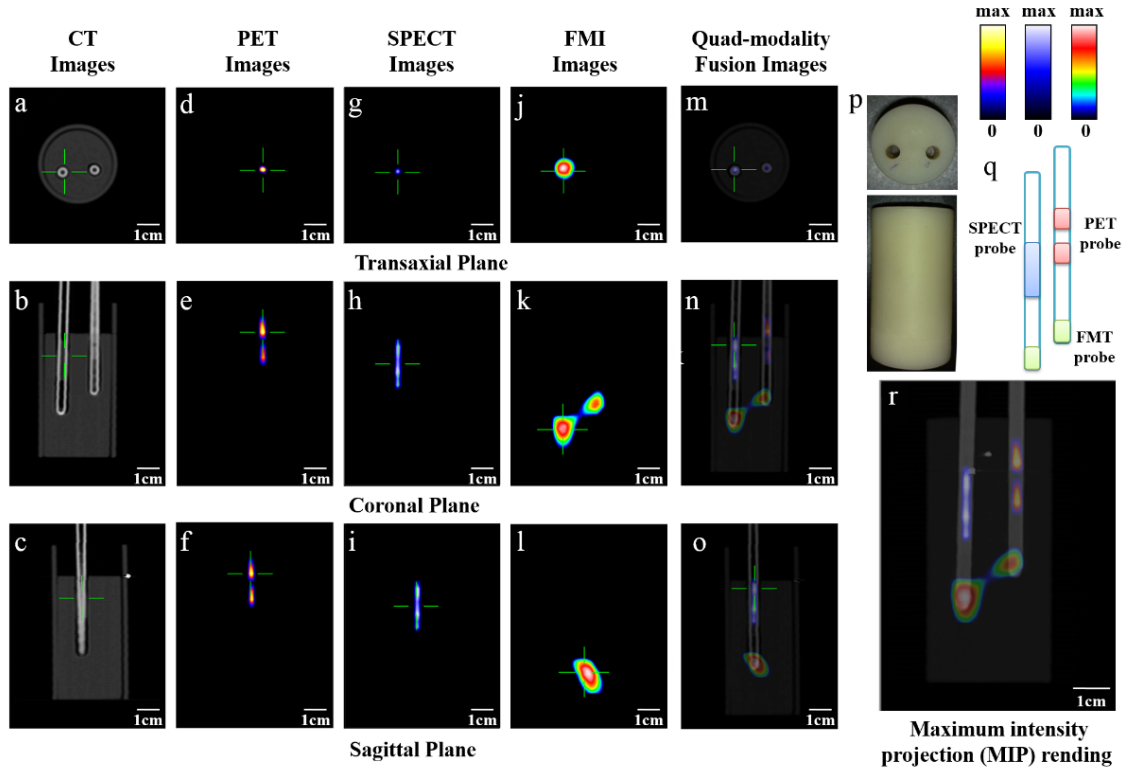 CT
Images
PET
Images
SPECT
Images
FMI
Images
Quad-modality
Fusion Images
max
max
max
0
0
0
a
1cm
d
1cm
g
1cm
j
1cm
m
1cm
p
q
SPECT
probe
PET
probe
FMT
probe
Transaxial Plane
b
1cm
e
1cm
h
1cm
k
1cm
n
1cm
Coronal Plane
c
1cm
f
1cm
i
1cm
l
1cm
o
1cm
Sagittal Plane
r
1cm
Maximum intensity
projection (MIP) rending